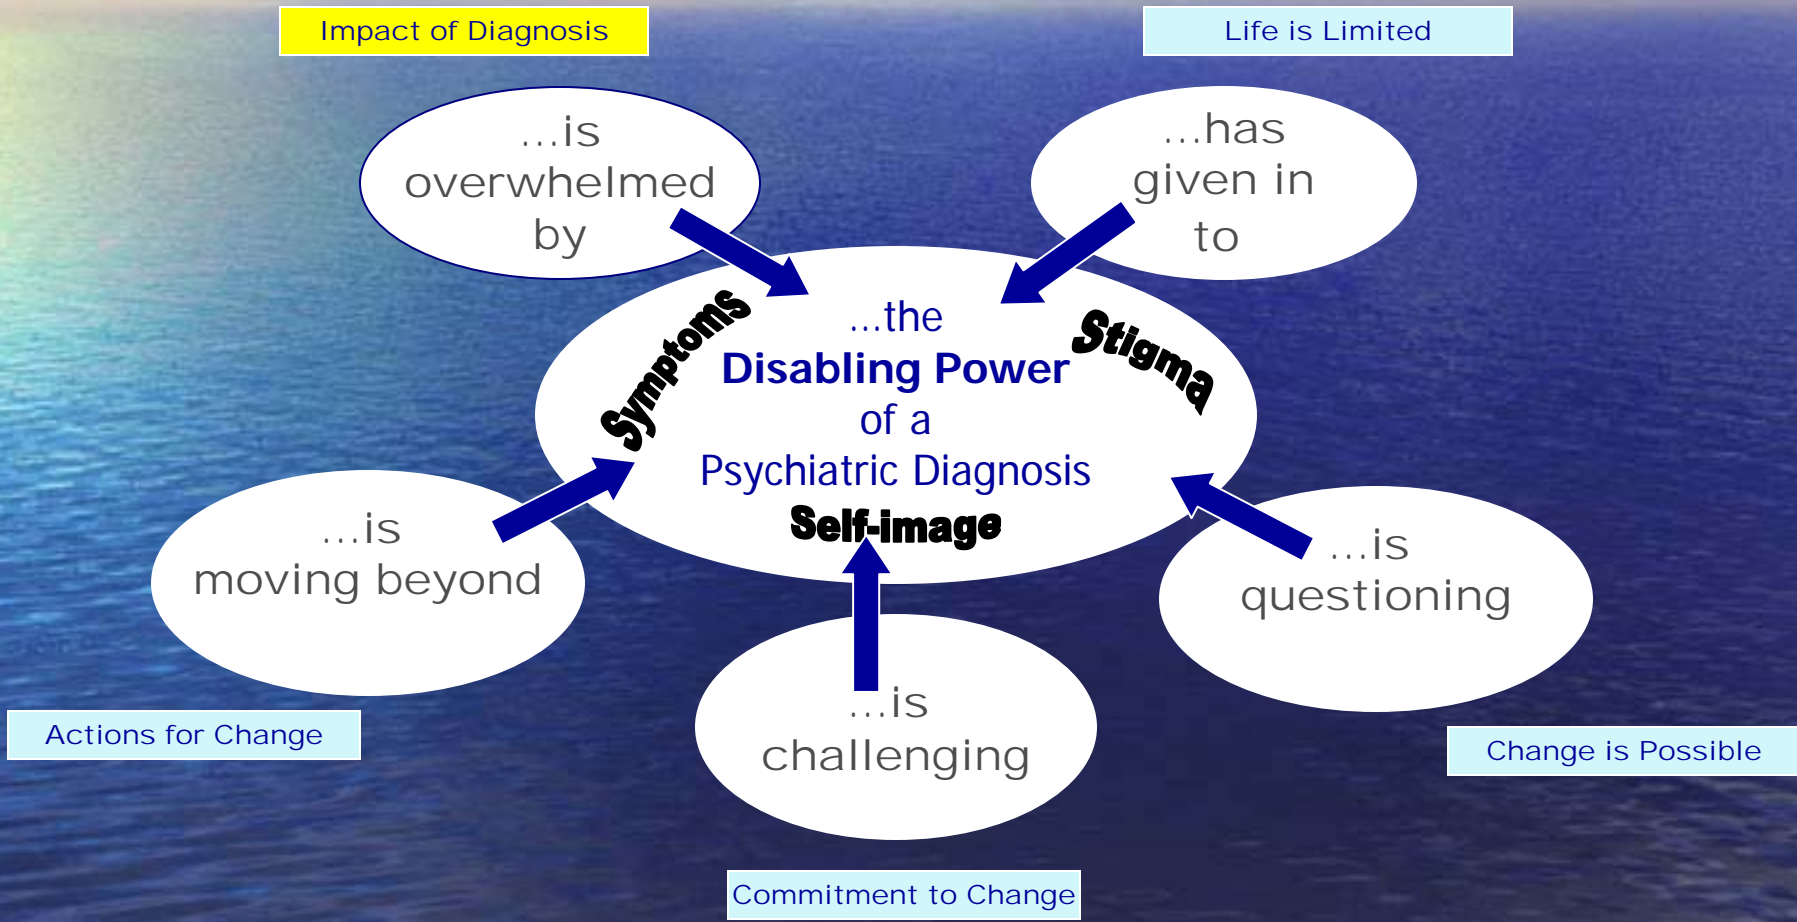 Impact of Diagnosis
Life is Limited
...is
overwhelmed
by
...has
given in
to
Symptoms
...the
Disabling Power
of a
Psychiatric Diagnosis
Stigma
Self-image
...is
moving beyond
...is
questioning
...is
challenging
Actions for Change
Change is Possible
Commitment to Change